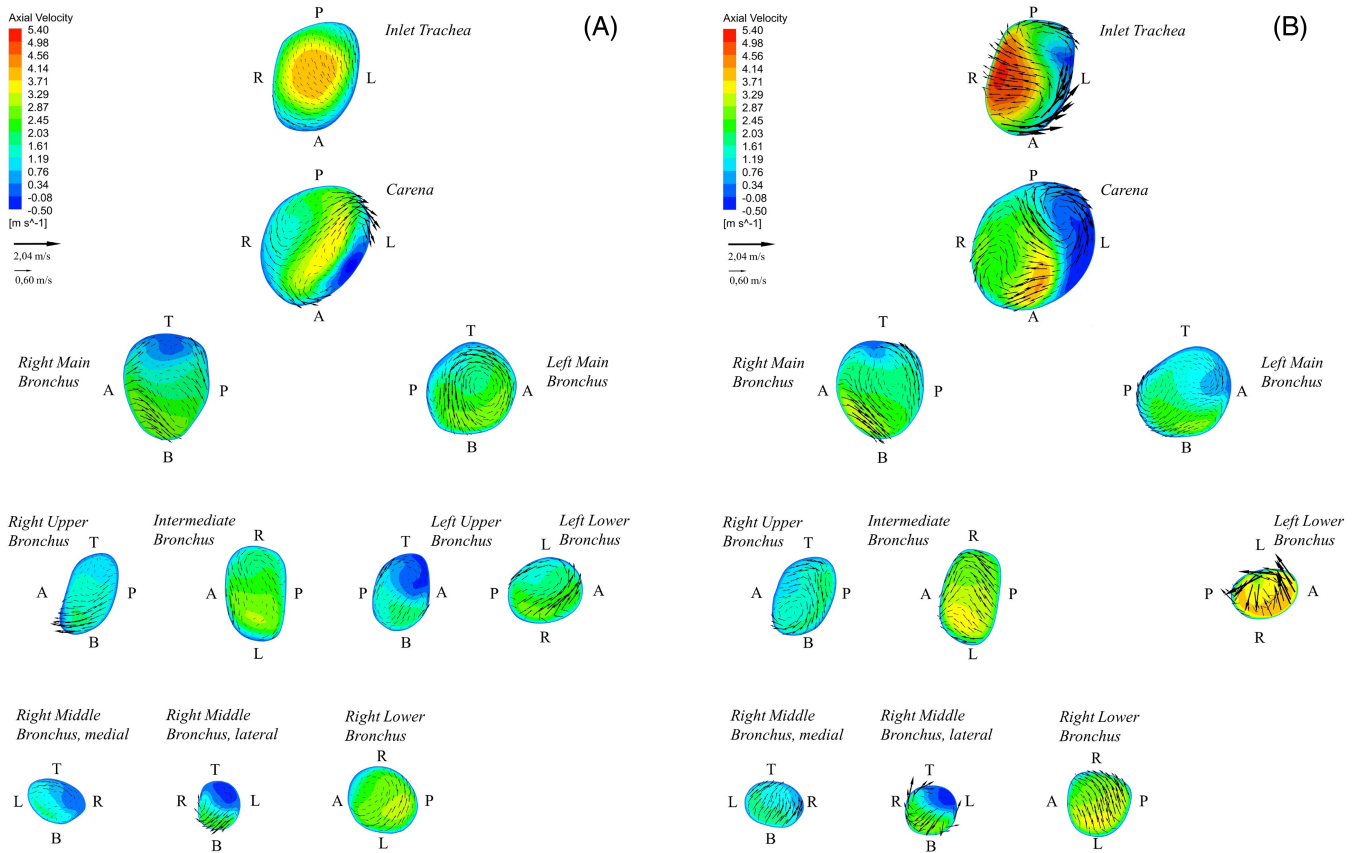 Axial Velocity
5.40
4.98
4.56
4.14
3.71
3.29
2.87
2.45
2.03
1.61
1.19
0.76
0.34
-0.08
-0.50
[m s^-1]
2,04 m/s
0,60 m/s
(A)
P
Inlet Trachea
R L
A
P
Carena
R L
A
Right Main
Bronchus
T
A P
B
T
Left Main
Bronchus
P A
B
Right Upper
Bronchus
T
A P
B
Intermediate
Bronchus
R
A P
L
Left Upper
Bronchus
T
P A
B
Left Lower
Bronchus
L
P A
R
Right Middle
Bronchus, medial
T
L R
B
Right Middle
Bronchus, lateral
T
R L
B
Right Lower
Bronchus
R
A P
L
Axial Velocity
5.40
4.98
4.56
4.14
3.71
3.29
2.87
2.45
2.03
1.61
1.19
0.76
0.34
-0.08
-0.50
[m s^-1]
2,04 m/s
0,60 m/s
(B)
P
Inlet Trachea
R L
A
P
Carena
R L
A
Right Main
Bronchus
T
A P
B
T
Left Main
Bronchus
P A
B
Right Upper
Bronchus
T
A P
B
Intermediate
Bronchus
R
A P
L
Left Lower
Bronchus
L
P A
R
Right Middle
Bronchus, medial
T
L R
B
Right Middle
Bronchus, lateral
T
R L
B
Right Lower
Bronchus
R
A P
L